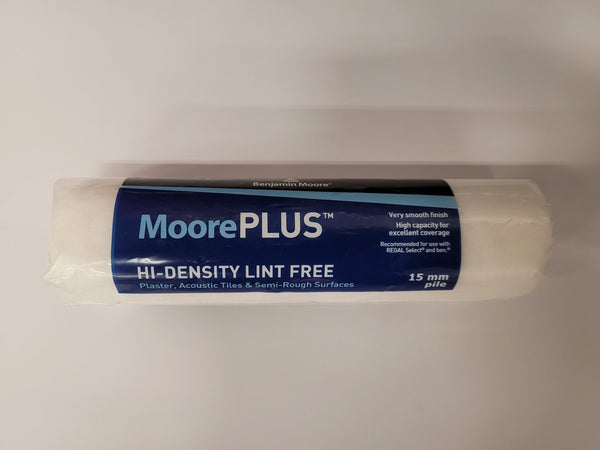 Benjamin Moore®
MoorePLUS™
Very smooth finish
High capacity for
excellent coverage
Recommended for use with
REGAL Select® and ben.®
HI-DENSITY LINT FREE
Plaster, Acoustic Tiles & Semi-Rough Surfaces
15 mm
pile